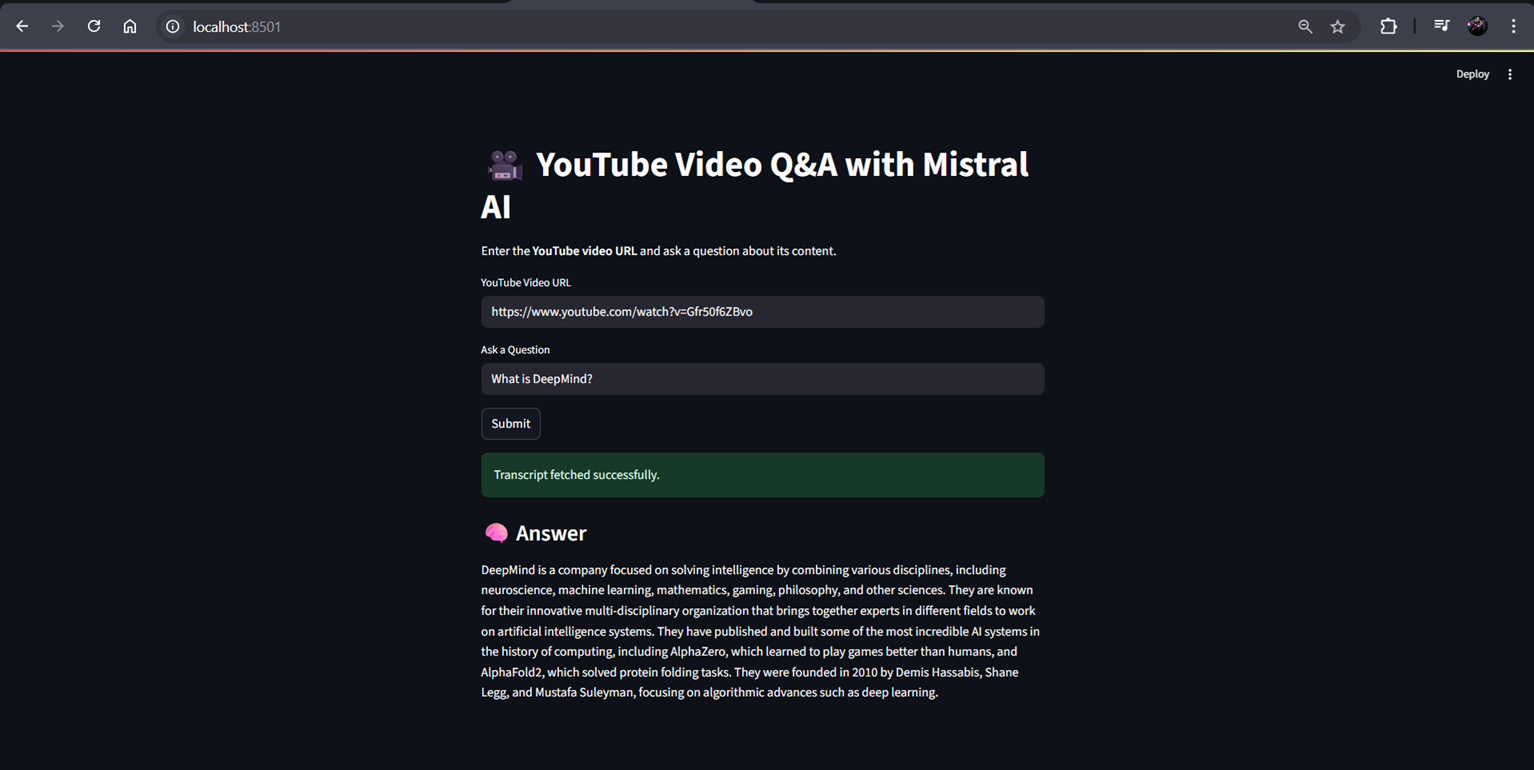 localhost:8501
Deploy
YouTube Video Q&A with Mistral
AI
Enter the YouTube video URL and ask a question about its content.
YouTube Video URL
https://www.youtube.com/watch?v=Gfr50f6ZBvo
Ask a Question
What is DeepMind?
Submit
Transcript fetched successfully.
Answer
DeepMind is a company focused on solving intelligence by combining various disciplines, including
neuroscience, machine learning, mathematics, gaming, philosophy, and other sciences. They are known
for their innovative multi-disciplinary organization that brings together experts in different fields to work
on artificial intelligence systems. They have published and built some of the most incredible AI systems in
the history of computing, including AlphaZero, which learned to play games better than humans, and
AlphaFold2, which solved protein folding tasks. They were founded in 2010 by Demis Hassabis, Shane
Legg, and Mustafa Suleyman, focusing on algorithmic advances such as deep learning.